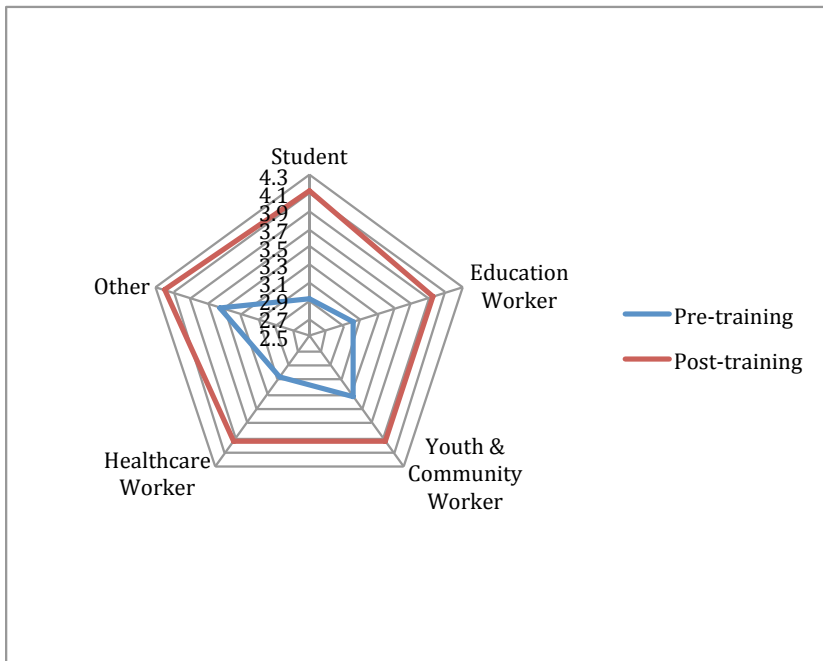 Student
4.3
4.1
3.9
3.7
3.5
3.3
3.1
2.9
2.7
2.5
Education
Worker
Youth &
Community
Worker
Healthcare
Worker
Other
Pre-training
Post-training